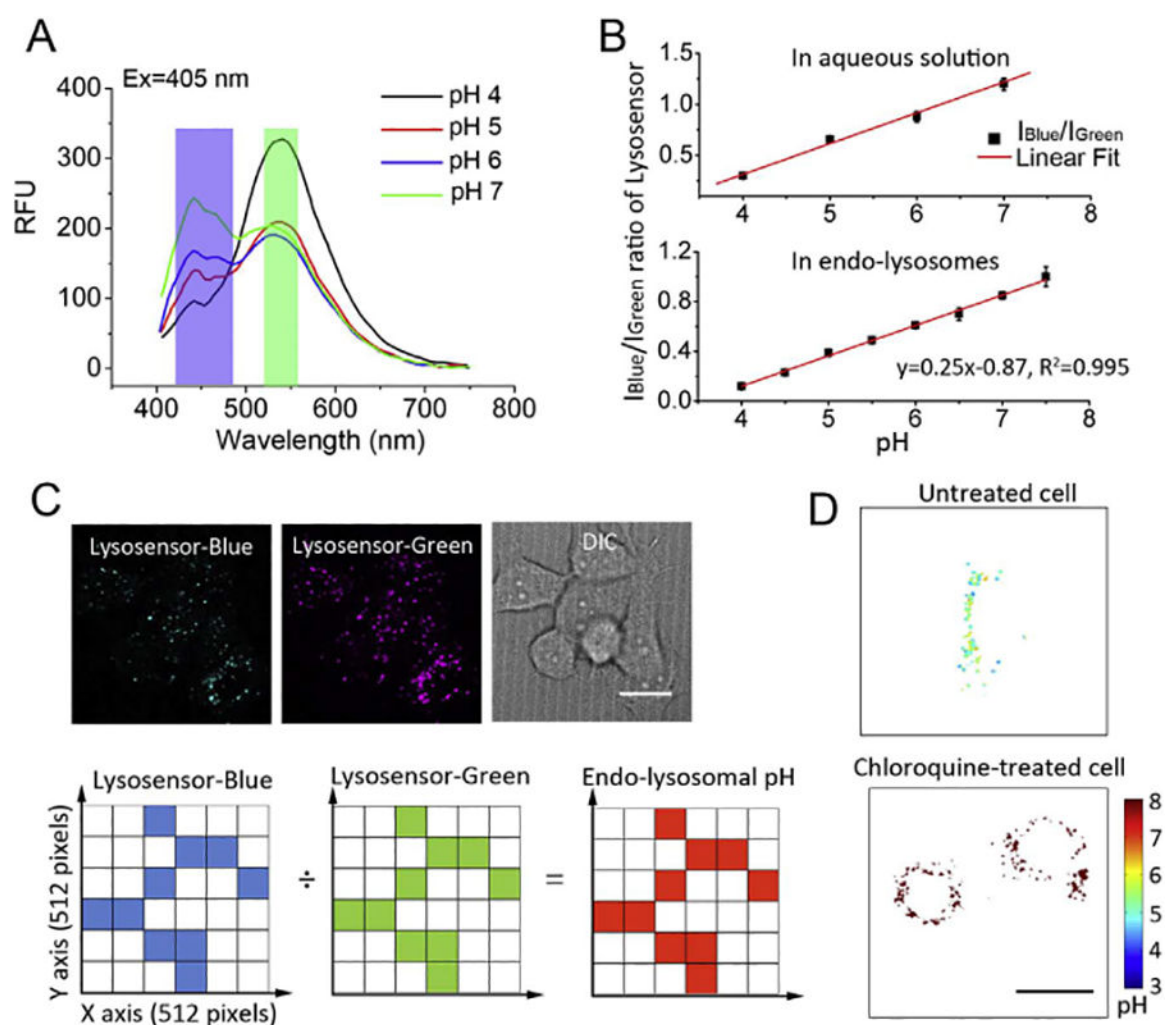 A
Ex=405 nm
400
300
200
100
0
RFU
pH 4
pH 5
pH 6
pH 7
400 500 600 700 800
Wavelength (nm)
B
IBlue/IGreen ratio of Lysosensor
1.5
1.0
0.5
In aqueous solution
IBlue/IGreen
Linear Fit
4 5 6 7 8
1.2
0.8
0.4
0.0
In endo-lysosomes
y=0.25x-0.87, R²=0.995
4 5 6 7 8
pH
C
Lysosensor-Blue
Lysosensor-Green
DIC
Lysosensor-Blue
Lysosensor-Green
Endo-lysosomal pH
Y axis (512 pixels)
÷
=
X axis (512 pixels)
D
Untreated cell
Chloroquine-treated cell
8
7
6
5
4
3
pH